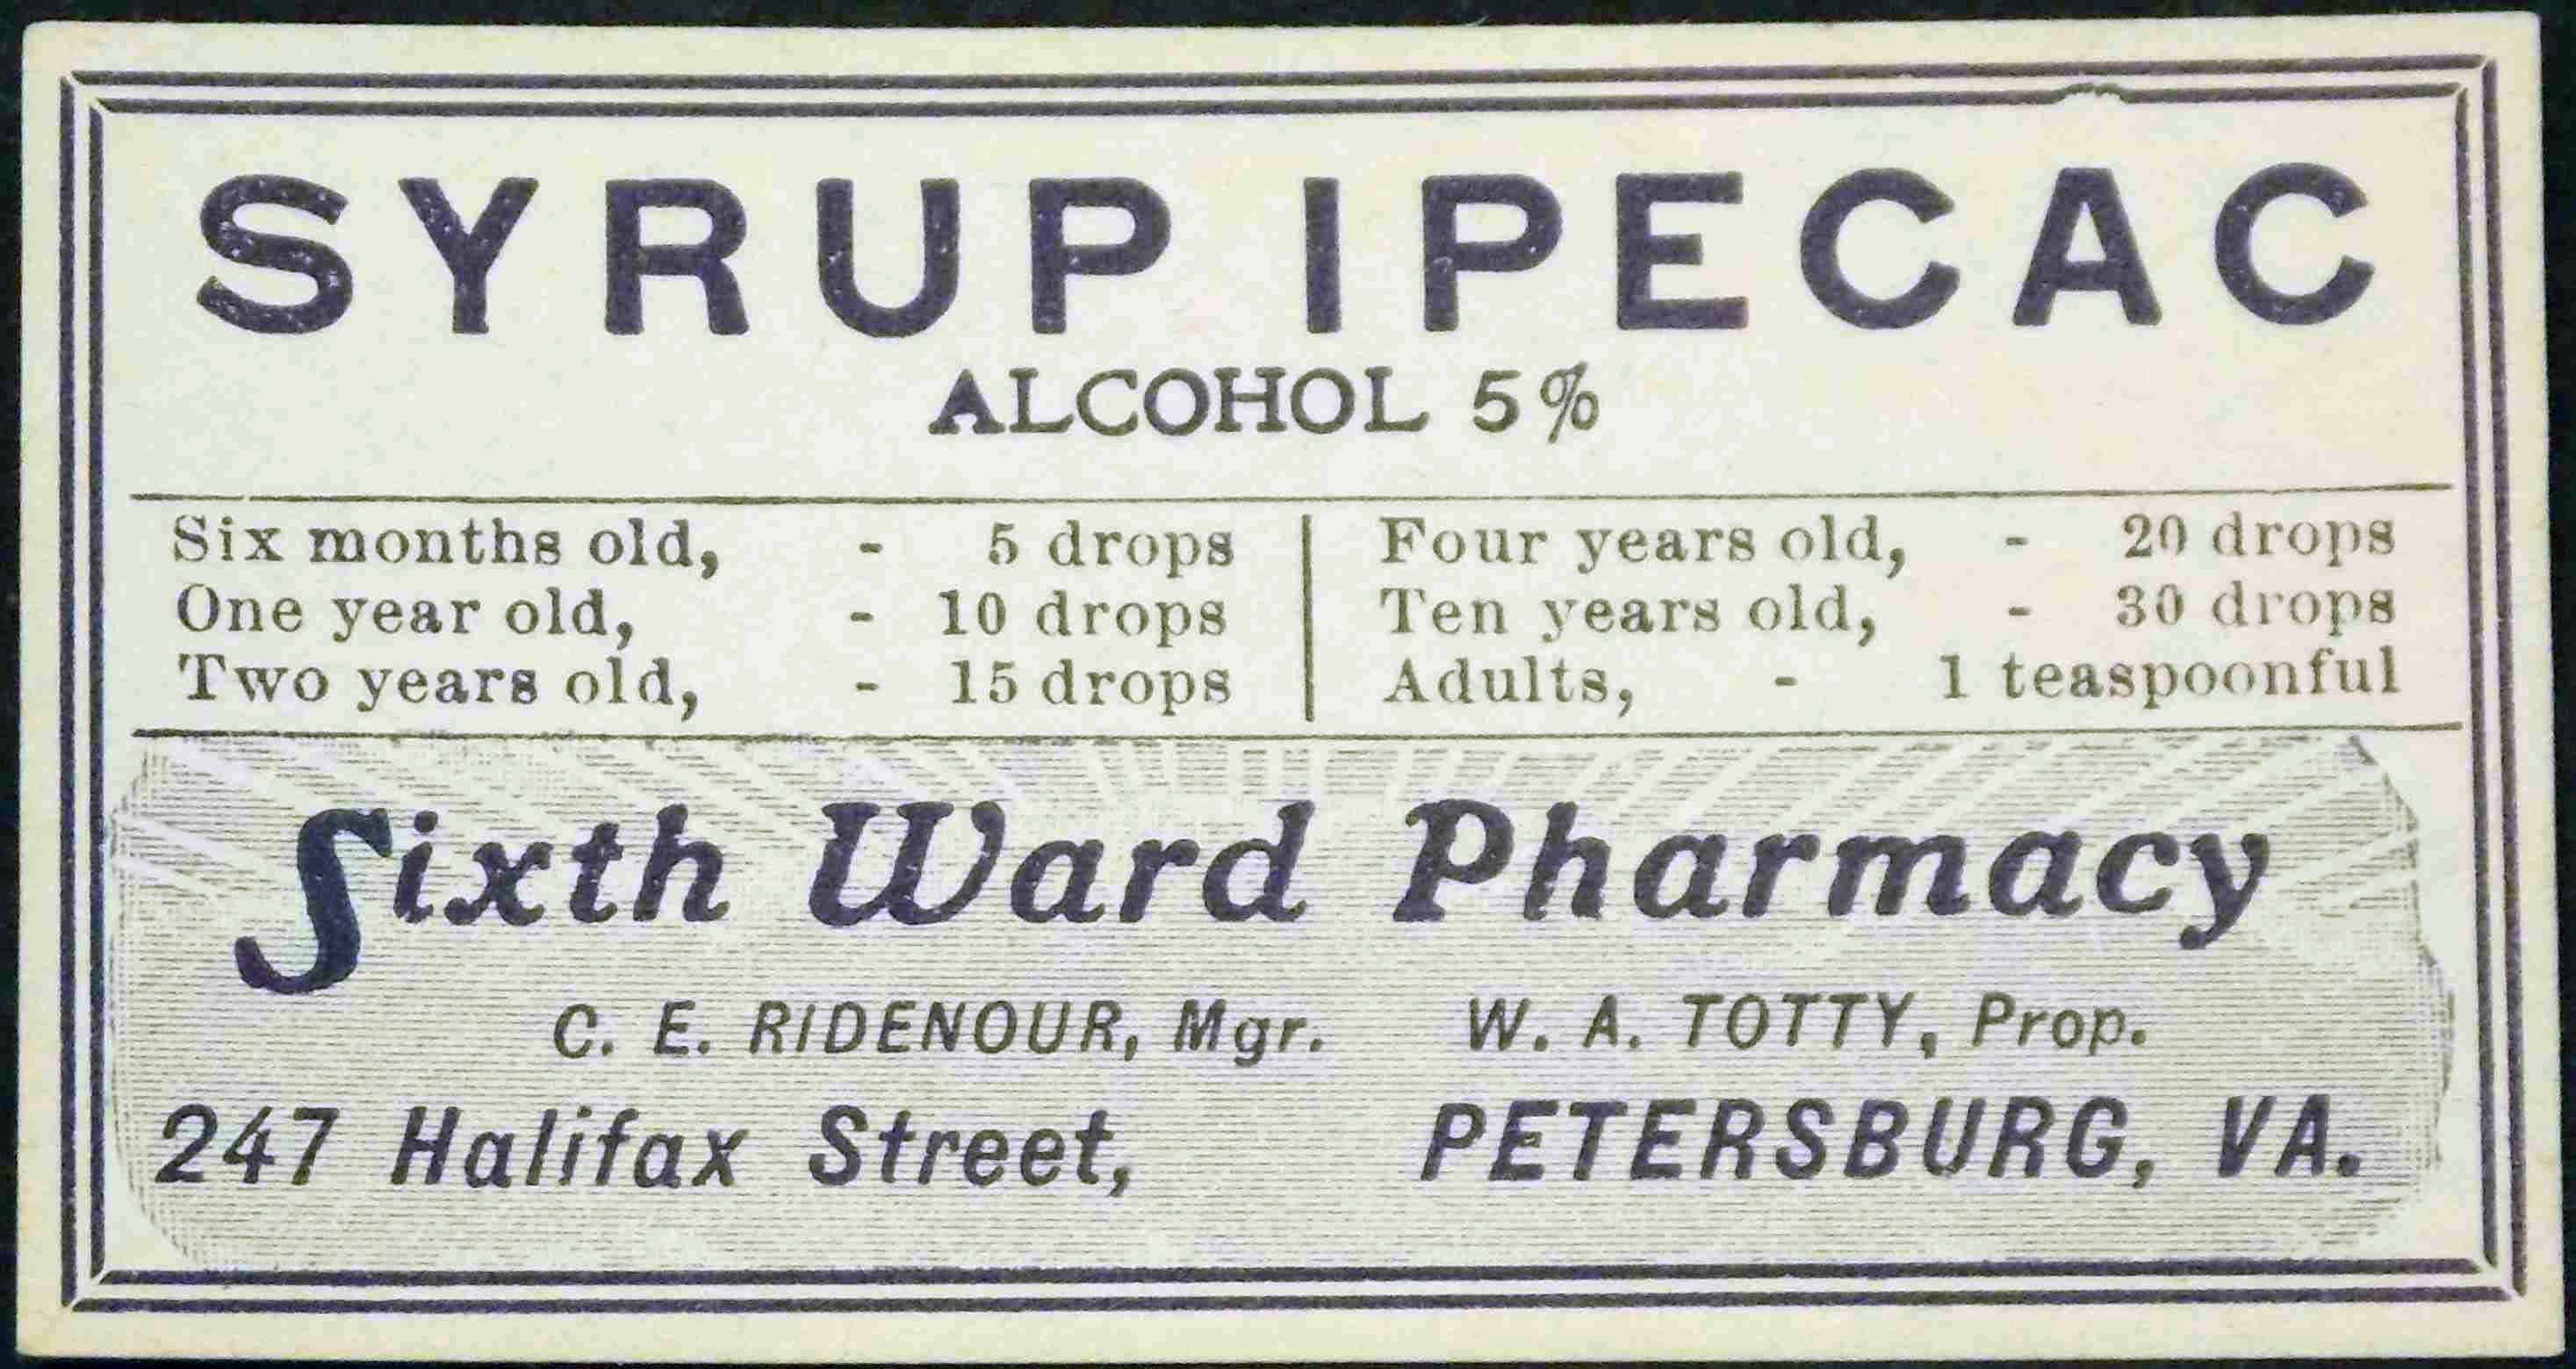 SYRUP IPECAC
ALCOHOL 5%
Six months old, - 5 drops
One year old, - 10 drops
Two years old, - 15 drops
Four years old, - 20 drops
Ten years old, - 30 drops
Adults, - 1 teaspoonful
Sixth Ward Pharmacy
C. E. RIDENOUR, Mgr. W. A. TOTTY, Prop.
247 Halifax Street, PETERSBURG, VA.